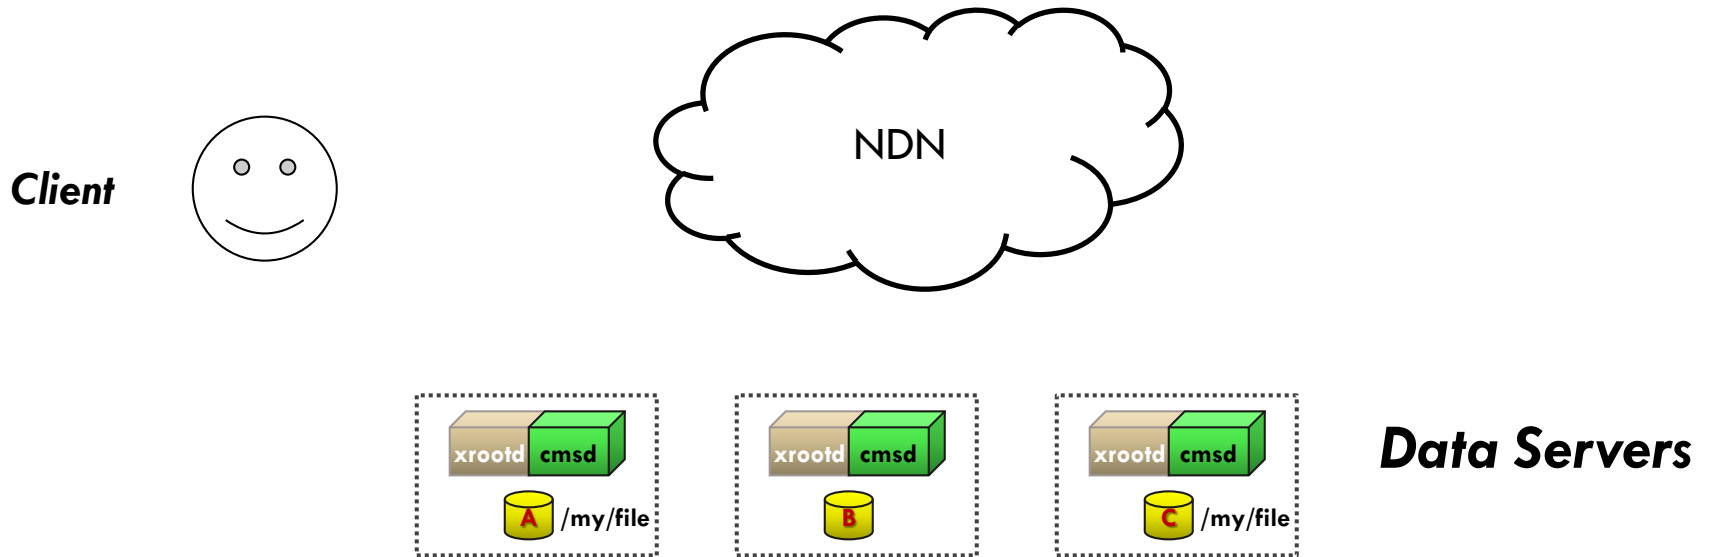 NDN
Client
xrootd cmsd
A /my/file
xrootd cmsd
B
xrootd cmsd
C /my/file
Data Servers